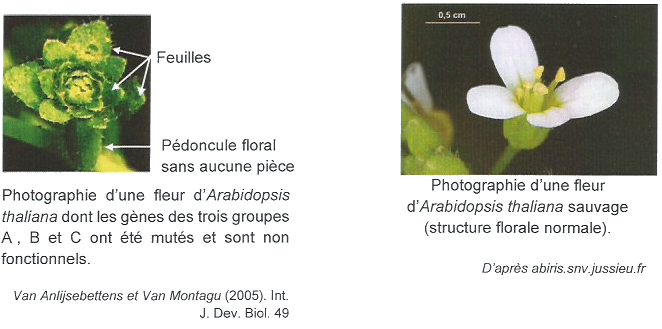 Feuilles
Pédoncule floral
sans aucune pièce
Photographie d'une fleur d'Arabidopsis
thaliana dont les gènes des trois groupes
A , B et C ont été mutés et sont non
fonctionnels.
Van Anlijsebettens et Van Montagu (2005). Int.
J. Dev. Biol. 49
0,5 cm
Photographie d'une fleur
d'Arabidopsis thaliana sauvage
(structure florale normale).
D'après abiris.snv.jussieu.fr